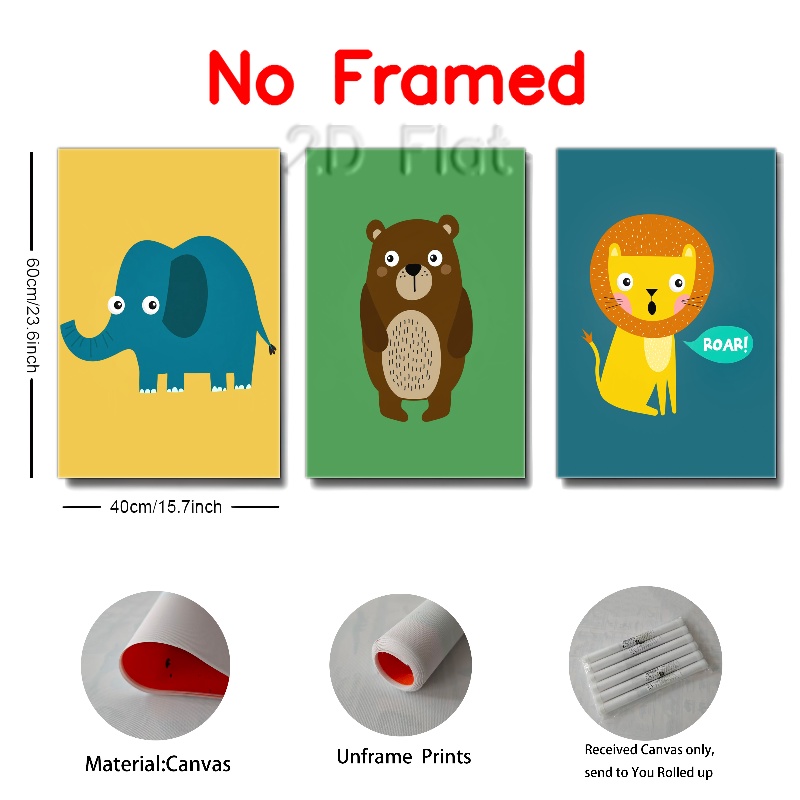 No Framed
2D Flat
60cm/23.6inch
ROAR!
40cm/15.7inch
Material:Canvas
Unframe Prints
Received Canvas only,
send to You Rolled up